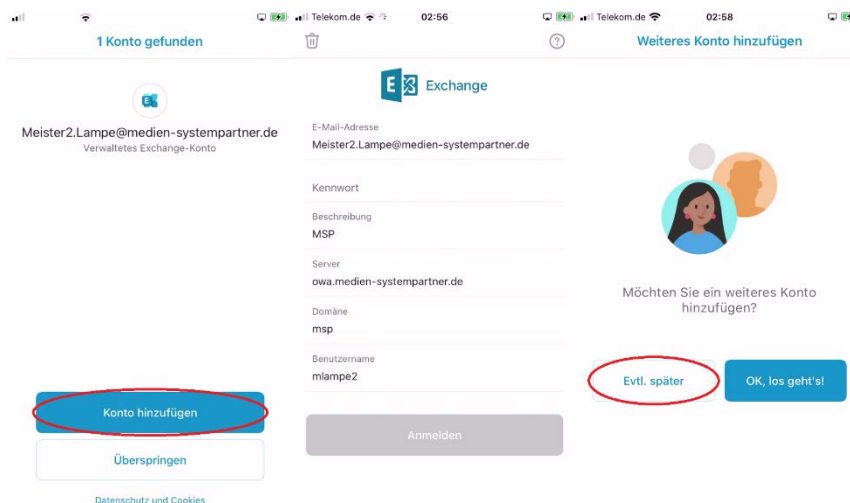 1 Konto gefunden
Meister2.Lampe@medien-systempartner.de
Verwaltetes Exchange-Konto
Konto hinzufügen
Überspringen
Datenschutz und Cookies
Telekom.de 02:56
E Exchange
E-Mail-Adresse
Meister2.Lampe@medien-systempartner.de
Kennwort
Beschreibung
MSP
Server
owa.medien-systempartner.de
Domäne
msp
Benutzername
mlampe2
Anmelden
Telekom.de 02:58
Weiteres Konto hinzufügen
Möchten Sie ein weiteres Konto
hinzufügen?
Evtl. später
OK, los geht's!